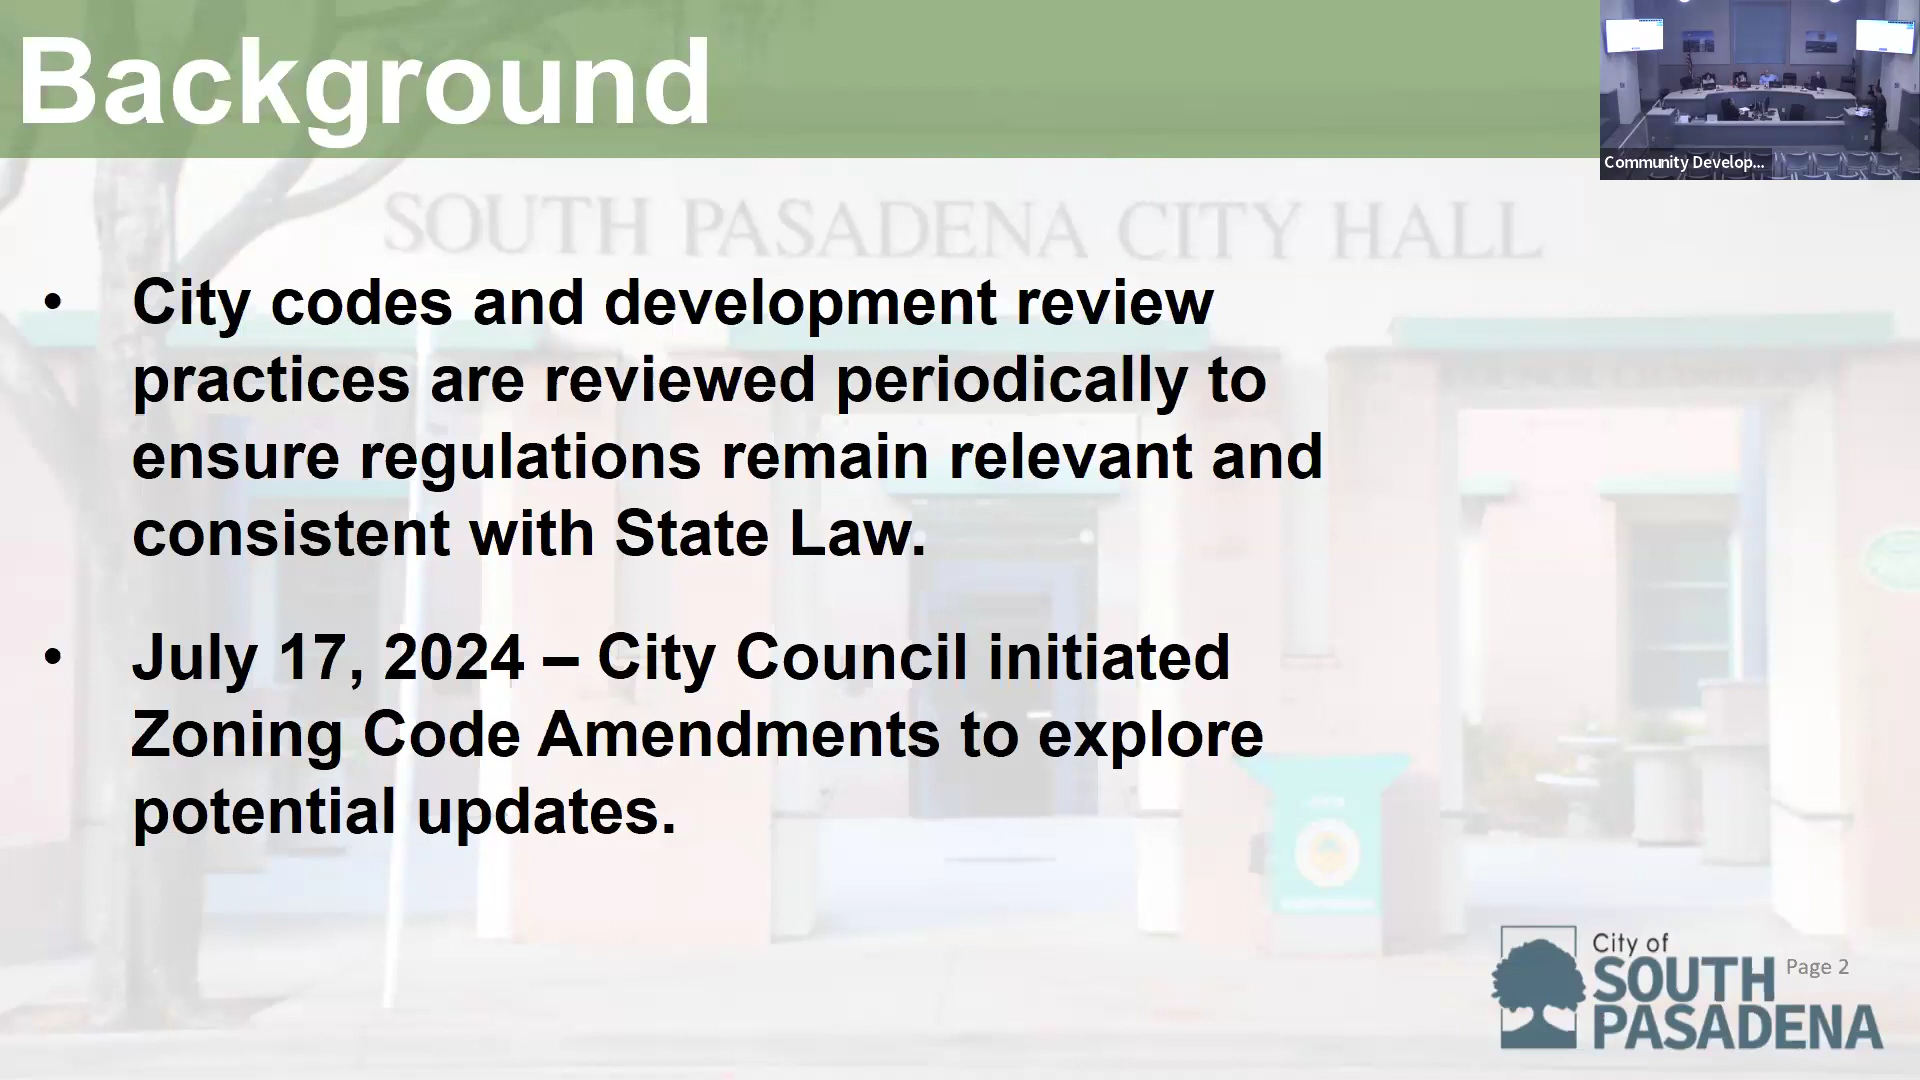 Background
Community Develop...
SOUTH PASADENA CITY HALL
• City codes and development review
practices are reviewed periodically to
ensure regulations remain relevant and
consistent with State Law.
• July 17, 2024 – City Council initiated
Zoning Code Amendments to explore
potential updates.
City of
SOUTH
PASADENA
Page 2